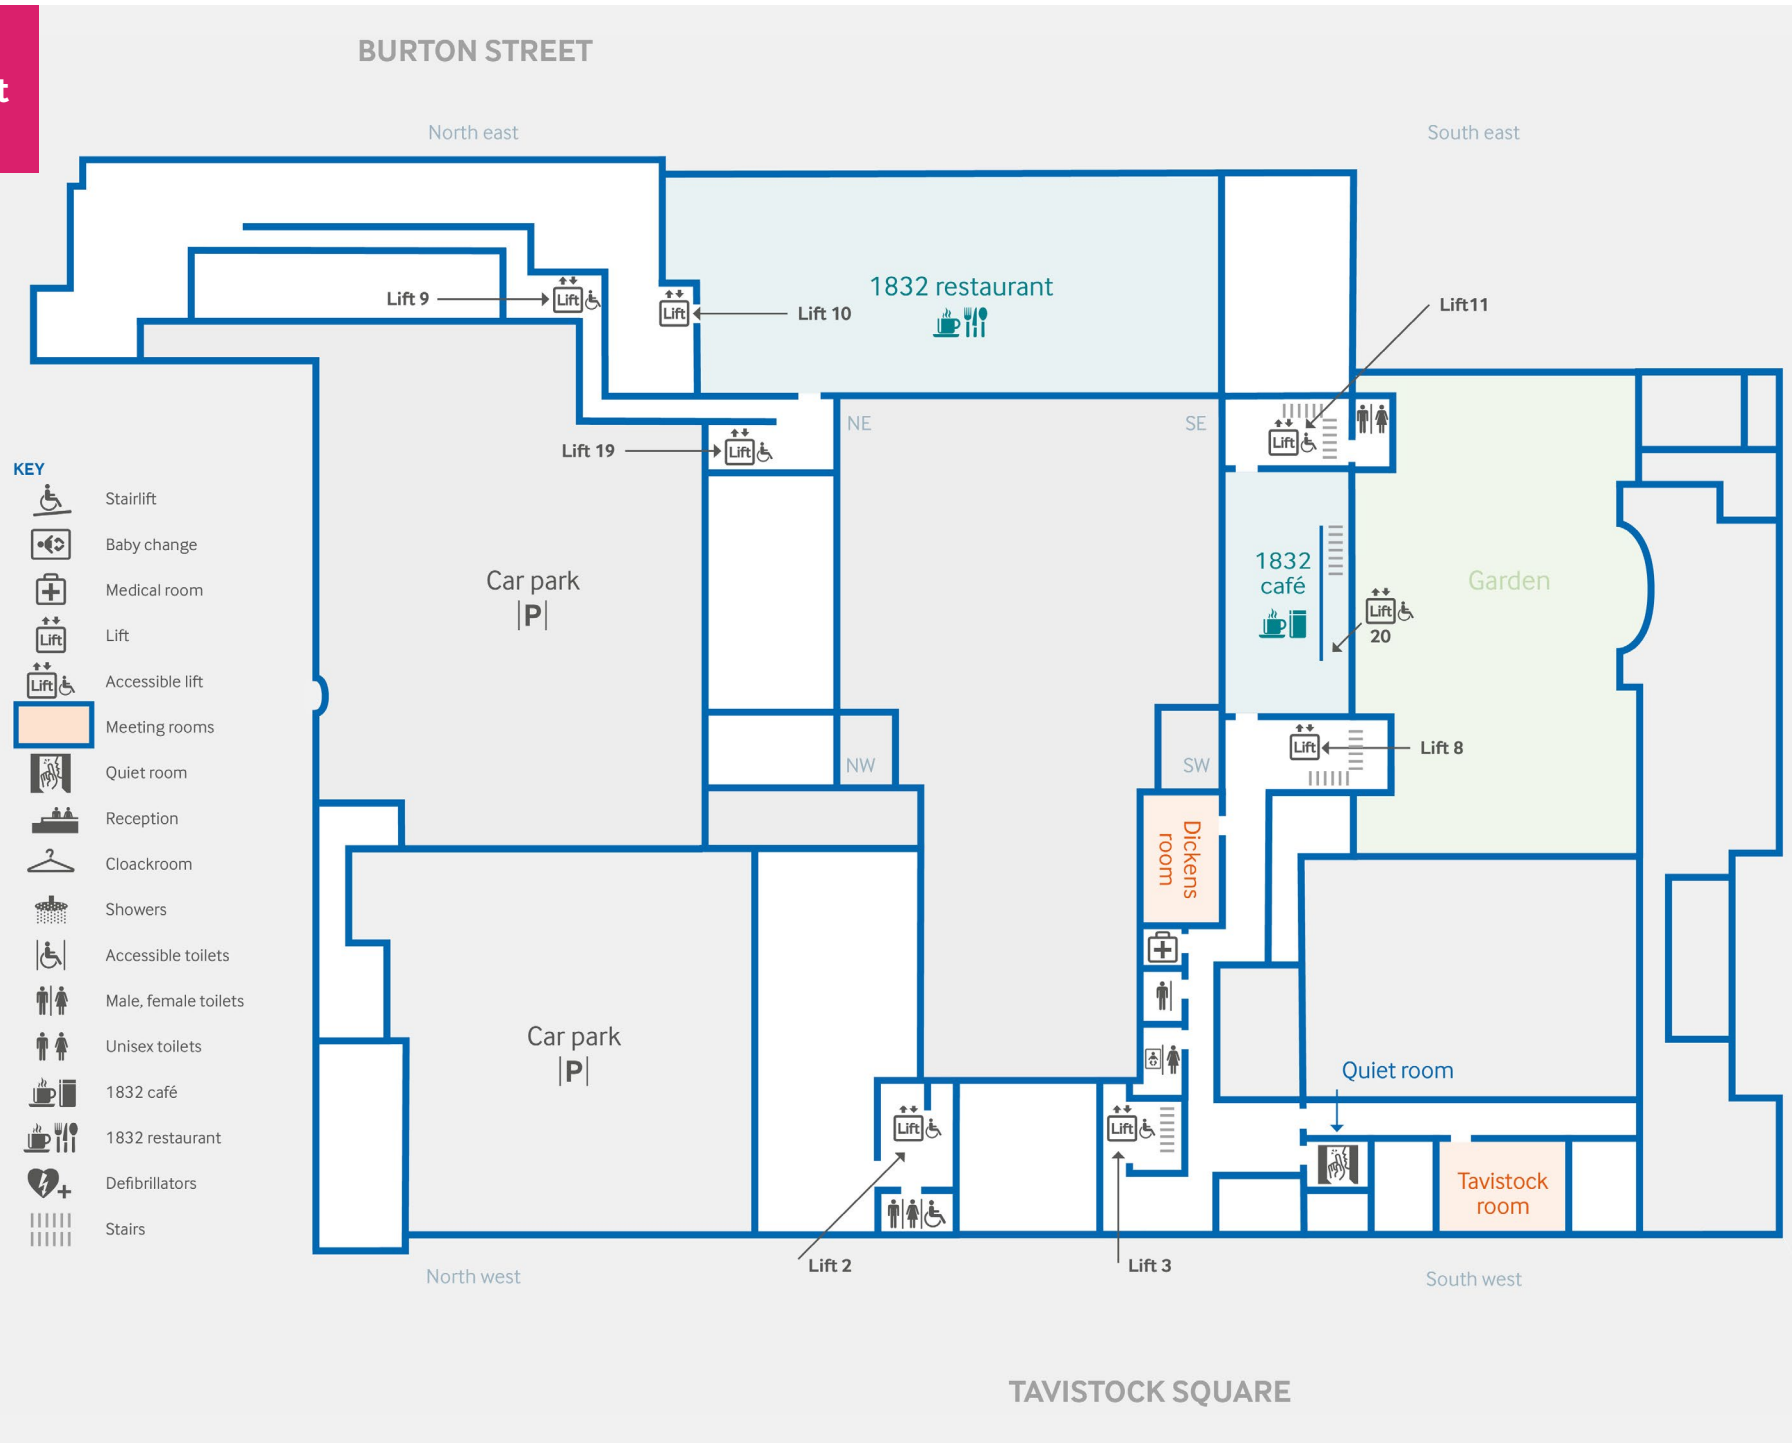 t
BURTON STREET
North east
South east
1832 restaurant
Lift 9
Lift
Lift
Lift 10
Lift11
NE
SE
Lift
Lift 19
Lift
KEY
Stairlift
Baby change
Medical room
Lift
Lift
Lift
Accessible lift
Meeting rooms
Quiet room
Reception
Cloackroom
Showers
Accessible toilets
Male, female toilets
Unisex toilets
1832 café
1832 restaurant
Defibrillators
Stairs
Car park
P
1832
café
Lift
20
Garden
NW
SW
Lift
Lift 8
Dickens
room
Car park
P
Quiet room
Lift
Lift
Tavistock
room
Lift 2
Lift 3
North west
South west
TAVISTOCK SQUARE